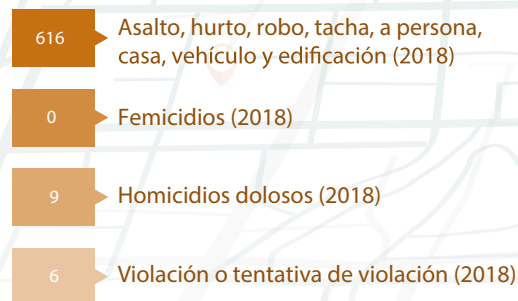 616
Asalto, hurto, robo, tacha, a persona,
casa, vehículo y edificación (2018)
0
Femicidios (2018)
9
Homicidios dolosos (2018)
6
Violación o tentativa de violación (2018)